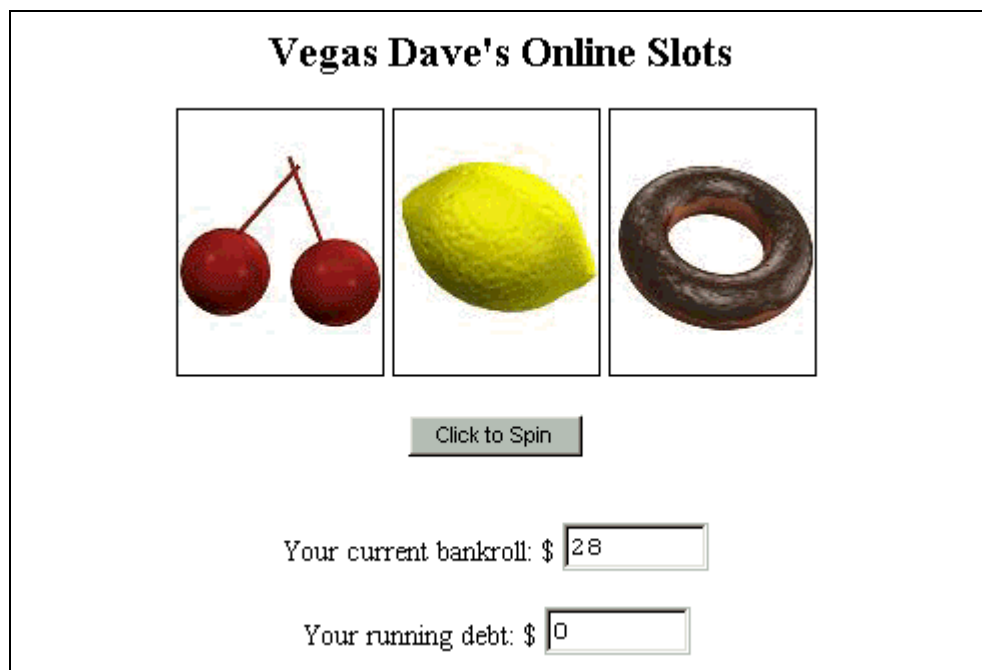 Vegas Dave's Online Slots
Click to Spin
Your current bankroll: $ 28
Your running debt: $ 0